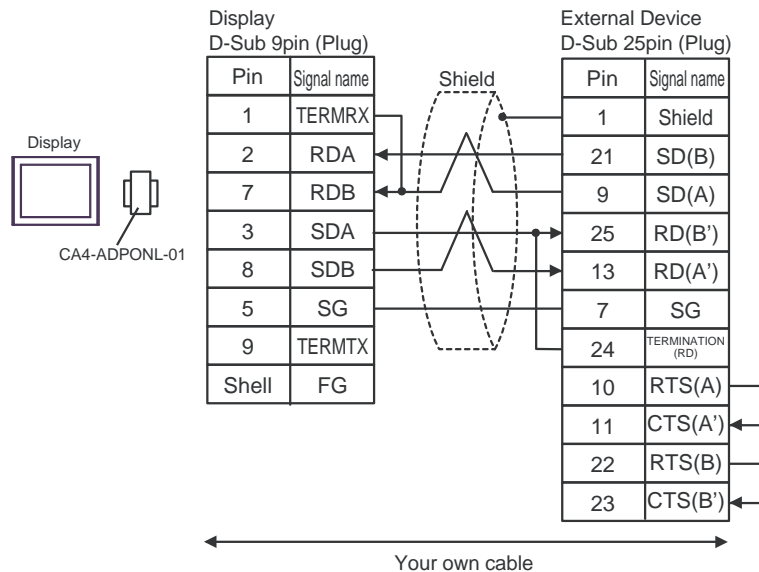 Display
D-Sub 9pin (Plug)
External Device
D-Sub 25pin (Plug)
Pin Signal name
1 TERMRX
2 RDA
7 RDB
3 SDA
8 SDB
5 SG
9 TERMTX
Shell FG
Shield
Pin Signal name
1 Shield
21 SD(B)
9 SD(A)
25 RD(B')
13 RD(A')
7 SG
24 TERMINATION (RD)
10 RTS(A)
11 CTS(A')
22 RTS(B)
23 CTS(B')
Display
CA4-ADPONL-01
Your own cable